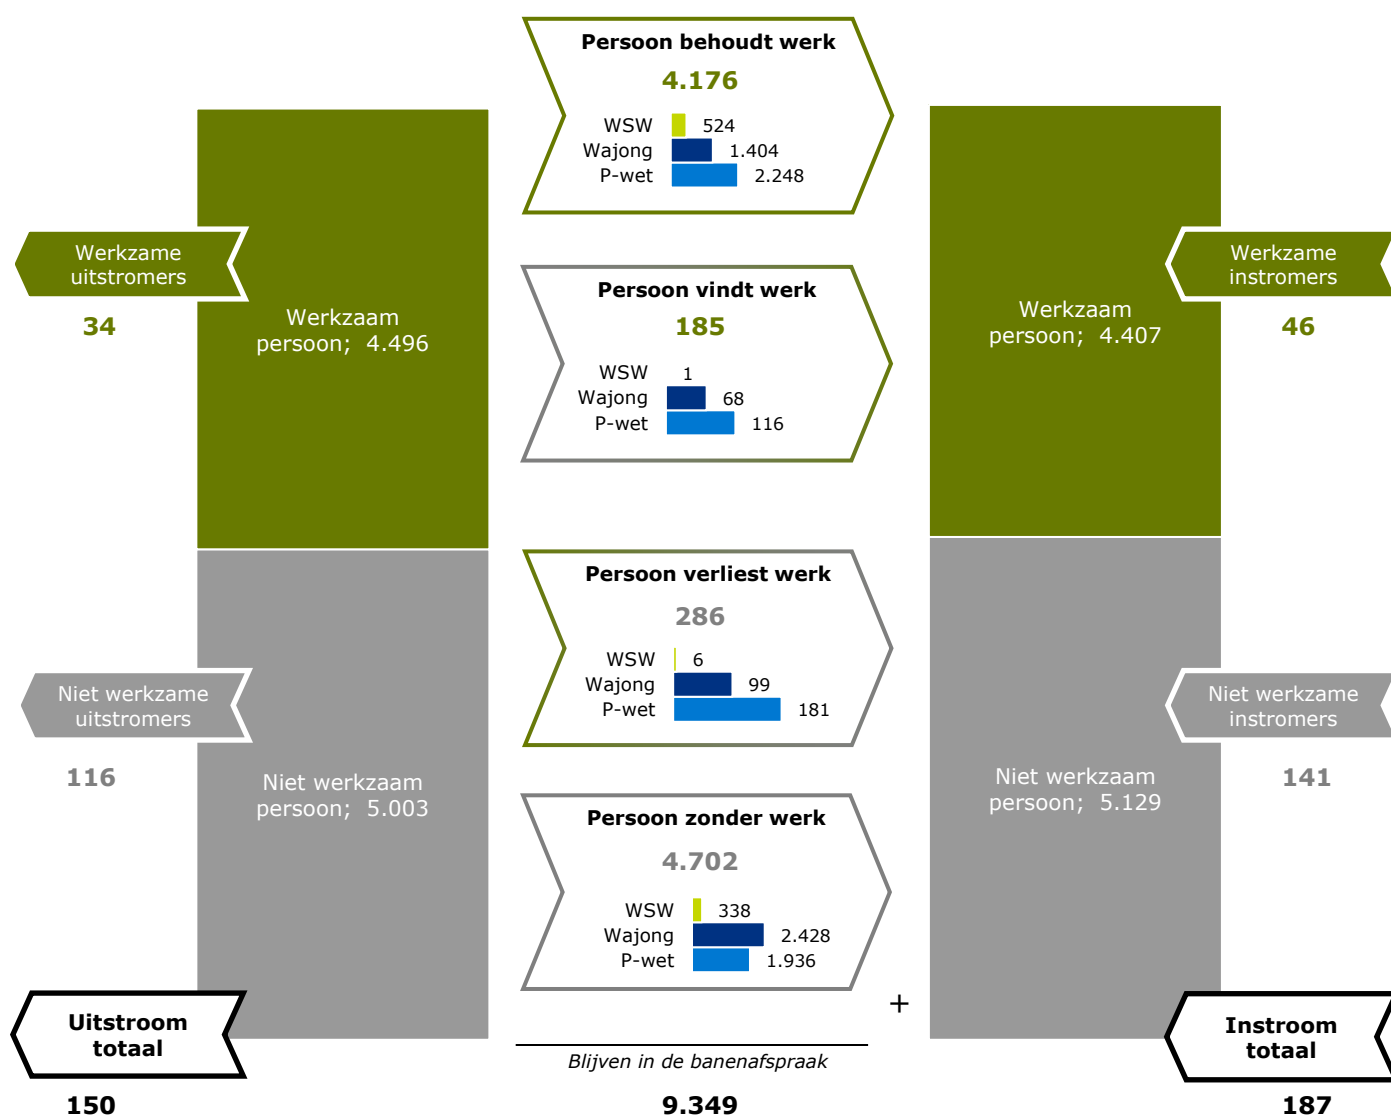 Werkzame
uitstromers
34
Werkzaam
persoon;  4.496
Niet werkzame
uitstromers
116
Niet werkzaam
persoon;  5.003
Uitstroom
totaal
150
Persoon behoudt werk
4.176
WSW 524
Wajong 1.404
P-wet 2.248
Persoon vindt werk
185
WSW 1
Wajong 68
P-wet 116
Persoon verliest werk
286
WSW 6
Wajong 99
P-wet 181
Persoon zonder werk
4.702
WSW 338
Wajong 2.428
P-wet 1.936
+
Blijven in de banenafspraak
9.349
Werkzaam
persoon;  4.407
Werkzame
instromers
46
Niet werkzaam
persoon;  5.129
Niet werkzame
instromers
141
Instroom
totaal
187